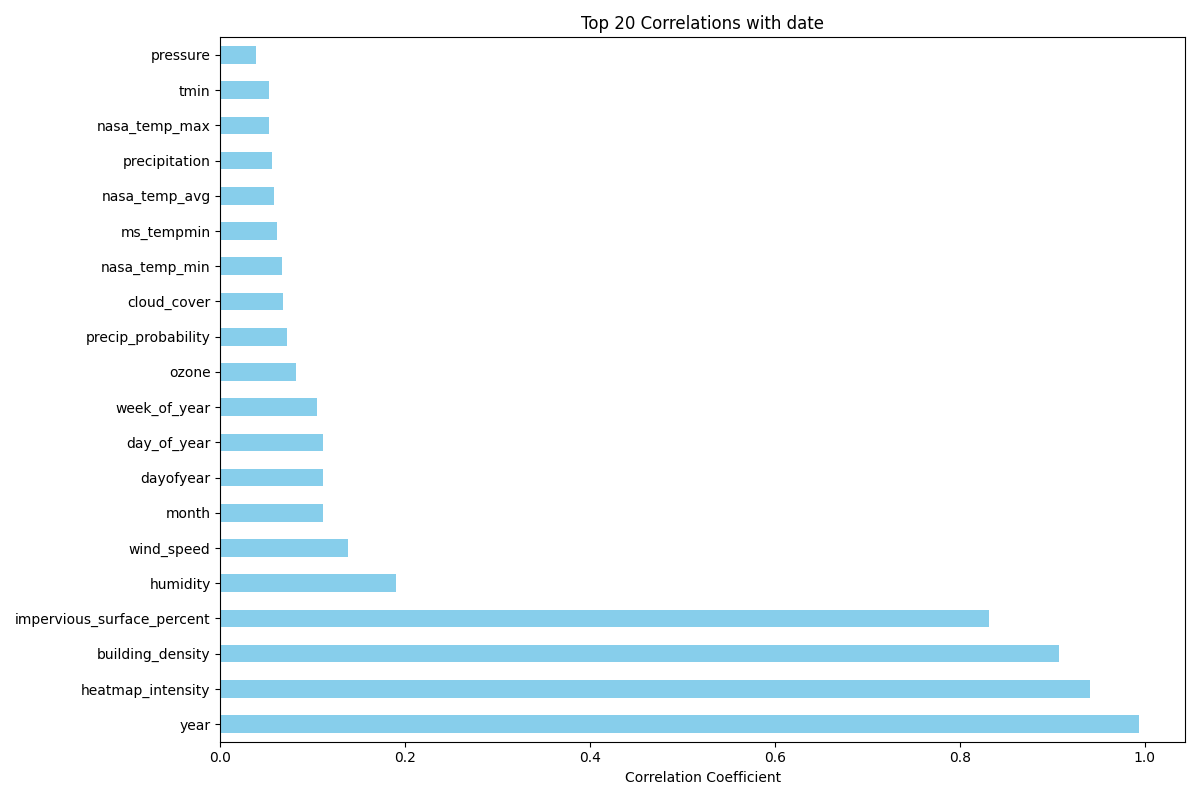 Top 20 Correlations with date
pressure
tmin
nasa_temp_max
precipitation
nasa_temp_avg
ms_tempmin
nasa_temp_min
cloud_cover
precip_probability
ozone
week_of_year
day_of_year
dayofyear
month
wind_speed
humidity
impervious_surface_percent
building_density
heatmap_intensity
year
0.0 0.2 0.4 0.6 0.8 1.0
Correlation Coefficient